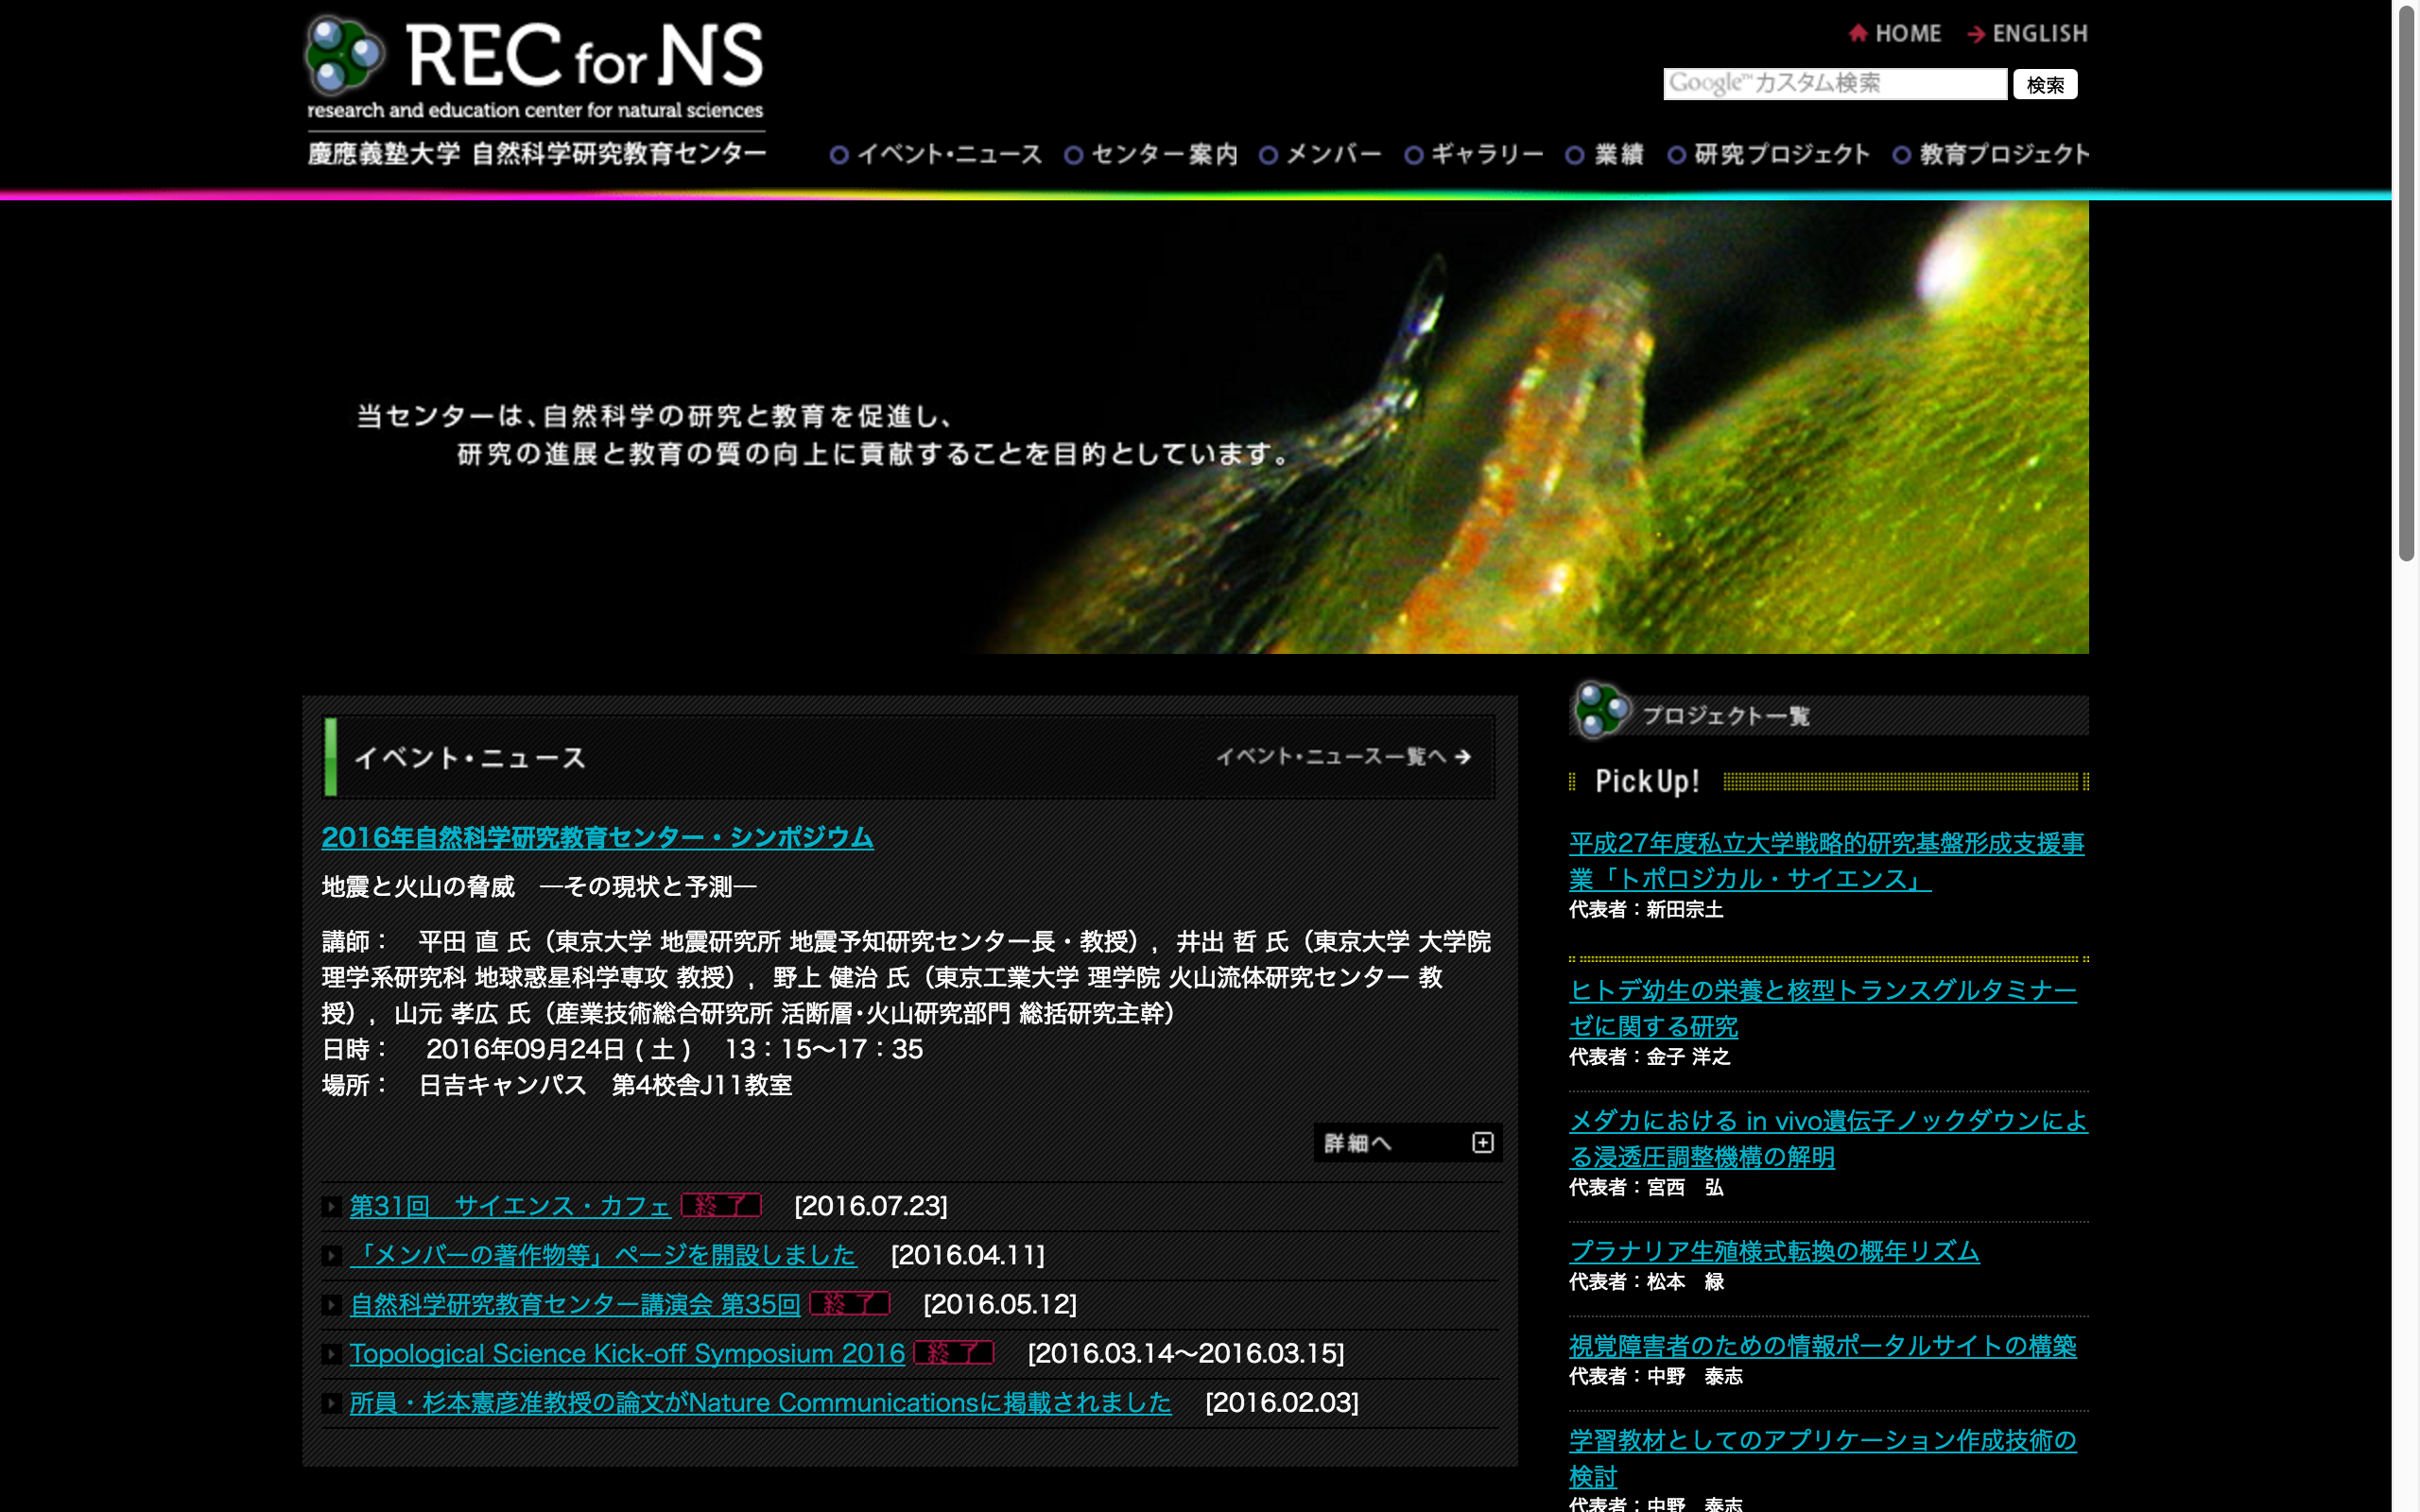 REC for NS
research and education center for natural sciences
慶應義塾大学 自然科学研究教育センター
HOME
ENGLISH
Google™カスタム検索
検索
イベント・ニュース
センター案内
メンバー
ギャラリー
業績
研究プロジェクト
教育プロジェクト
当センターは、自然科学の研究と教育を促進し、
研究の進展と教育の質の向上に貢献することを目的としています。
イベント・ニュース
イベント・ニュース一覧へ
2016年自然科学研究教育センター・シンポジウム
地震と火山の脅威　―その現状と予測―
講師：　平田 直 氏（東京大学 地震研究所 地震予知研究センター長・教授）, 井出 哲 氏（東京大学 大学院
理学系研究科 地球惑星科学専攻 教授）, 野上 健治 氏（東京工業大学 理学院 火山流体研究センター 教
授）, 山元 孝広 氏（産業技術総合研究所 活断層･火山研究部門 総括研究主幹）
日時：　2016年09月24日 ( 土 )　13：15〜17：35
場所：　日吉キャンパス　第4校舎J11教室
詳細へ
第31回　サイエンス・カフェ 終了　[2016.07.23]
「メンバーの著作物等」ページを開設しました　[2016.04.11]
自然科学研究教育センター講演会 第35回 終了　[2016.05.12]
Topological Science Kick-off Symposium 2016 終了　[2016.03.14〜2016.03.15]
所員・杉本憲彦准教授の論文がNature Communicationsに掲載されました　[2016.02.03]
プロジェクト一覧
Pick Up!
平成27年度私立大学戦略的研究基盤形成支援事
業「トポロジカル・サイエンス」
代表者：新田宗土
ヒトデ幼生の栄養と核型トランスグルタミナー
ゼに関する研究
代表者：金子 洋之
メダカにおける in vivo遺伝子ノックダウンによ
る浸透圧調整機構の解明
代表者：宮西　弘
プラナリア生殖様式転換の概年リズム
代表者：松本　緑
視覚障害者のための情報ポータルサイトの構築
代表者：中野　泰志
学習教材としてのアプリケーション作成技術の
検討
代表者：中野　泰志